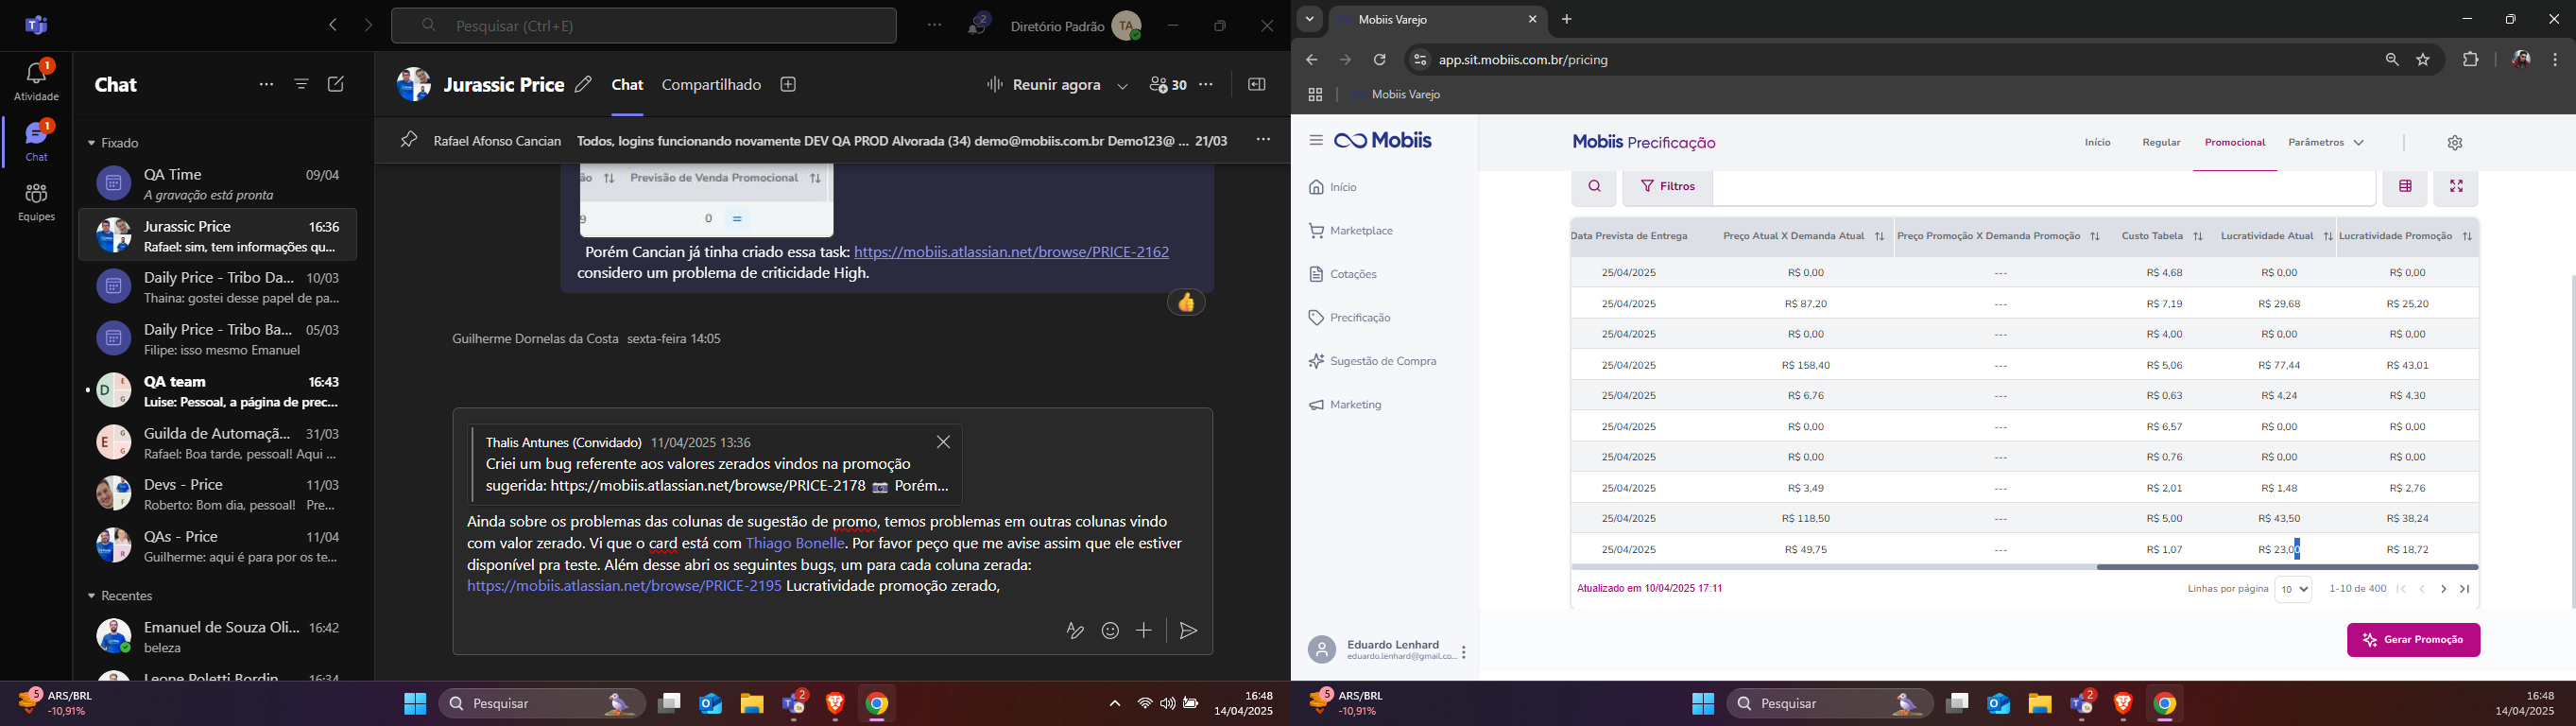 Pesquisar (Ctrl+E)
2
Diretório Padrão
TA
1
Atividade
1
Chat
Equipes
Chat
Fixado
QA Time 09/04
A gravação está pronta
Jurassic Price 16:36
Rafael: sim, tem informações qu...
Daily Price - Tribo Da... 10/03
Thaina: gostei desse papel de pa...
Daily Price - Tribo Ba... 05/03
Filipe: isso mesmo Emanuel
QA team 16:43
Luise: Pessoal, a página de prec...
Guilda de Automaçã... 31/03
Rafael: Boa tarde, pessoal! Aqui ...
Devs - Price 11/03
Roberto: Bom dia, pessoal! Pre...
QAs - Price 11/04
Guilherme: aqui é para por os te...
Recentes
Emanuel de Souza Oli... 16:42
beleza
Leone Poletti Bordin 16:34
Jurassic Price
Chat
Compartilhado
Reunir agora
30
Rafael Afonso Cancian Todos, logins funcionando novamente DEV QA PROD Alvorada (34) demo@mobiis.com.br Demo123@ ... 21/03
ão Previsão de Venda Promocional
9 0 =
Porém Cancian já tinha criado essa task: https://mobiis.atlassian.net/browse/PRICE-2162
considero um problema de criticidade High.
Guilherme Dornelas da Costa sexta-feira 14:05
Thalis Antunes (Convidado) 11/04/2025 13:36
Criei um bug referente aos valores zerados vindos na promoção
sugerida: https://mobiis.atlassian.net/browse/PRICE-2178 Porém...
Ainda sobre os problemas das colunas de sugestão de promo, temos problemas em outras colunas vindo
com valor zerado. Vi que o card está com Thiago Bonelle. Por favor peço que me avise assim que ele estiver
disponível pra teste. Além desse abri os seguintes bugs, um para cada coluna zerada:
https://mobiis.atlassian.net/browse/PRICE-2195 Lucratividade promoção zerado,
5
ARS/BRL
-10,91%
Pesquisar
2
16:48
14/04/2025
Mobiis Varejo
app.sit.mobiis.com.br/pricing
Mobiis Varejo
Mobiis
Início
Marketplace
Cotações
Precificação
Sugestão de Compra
Marketing
Eduardo Lenhard
eduardo.lenhard@gmail.co...
Mobiis Precificação
Início Regular Promocional Parâmetros
Filtros
Data Prevista de Entrega Preço Atual X Demanda Atual Preço Promoção X Demanda Promoção Custo Tabela Lucratividade Atual Lucratividade Promoção
25/04/2025 R$ 0,00 --- R$ 4,68 R$ 0,00 R$ 0,00
25/04/2025 R$ 87,20 --- R$ 7,19 R$ 29,68 R$ 25,20
25/04/2025 R$ 0,00 --- R$ 4,00 R$ 0,00 R$ 0,00
25/04/2025 R$ 158,40 --- R$ 5,06 R$ 77,44 R$ 43,01
25/04/2025 R$ 6,76 --- R$ 0,63 R$ 4,24 R$ 4,30
25/04/2025 R$ 0,00 --- R$ 6,57 R$ 0,00 R$ 0,00
25/04/2025 R$ 0,00 --- R$ 0,76 R$ 0,00 R$ 0,00
25/04/2025 R$ 3,49 --- R$ 2,01 R$ 1,48 R$ 2,76
25/04/2025 R$ 118,50 --- R$ 5,00 R$ 43,50 R$ 38,24
25/04/2025 R$ 49,75 --- R$ 1,07 R$ 23,00 R$ 18,72
Atualizado em 10/04/2025 17:11
Linhas por página 10 1-10 de 400
Gerar Promoção
5
ARS/BRL
-10,91%
Pesquisar
2
16:48
14/04/2025